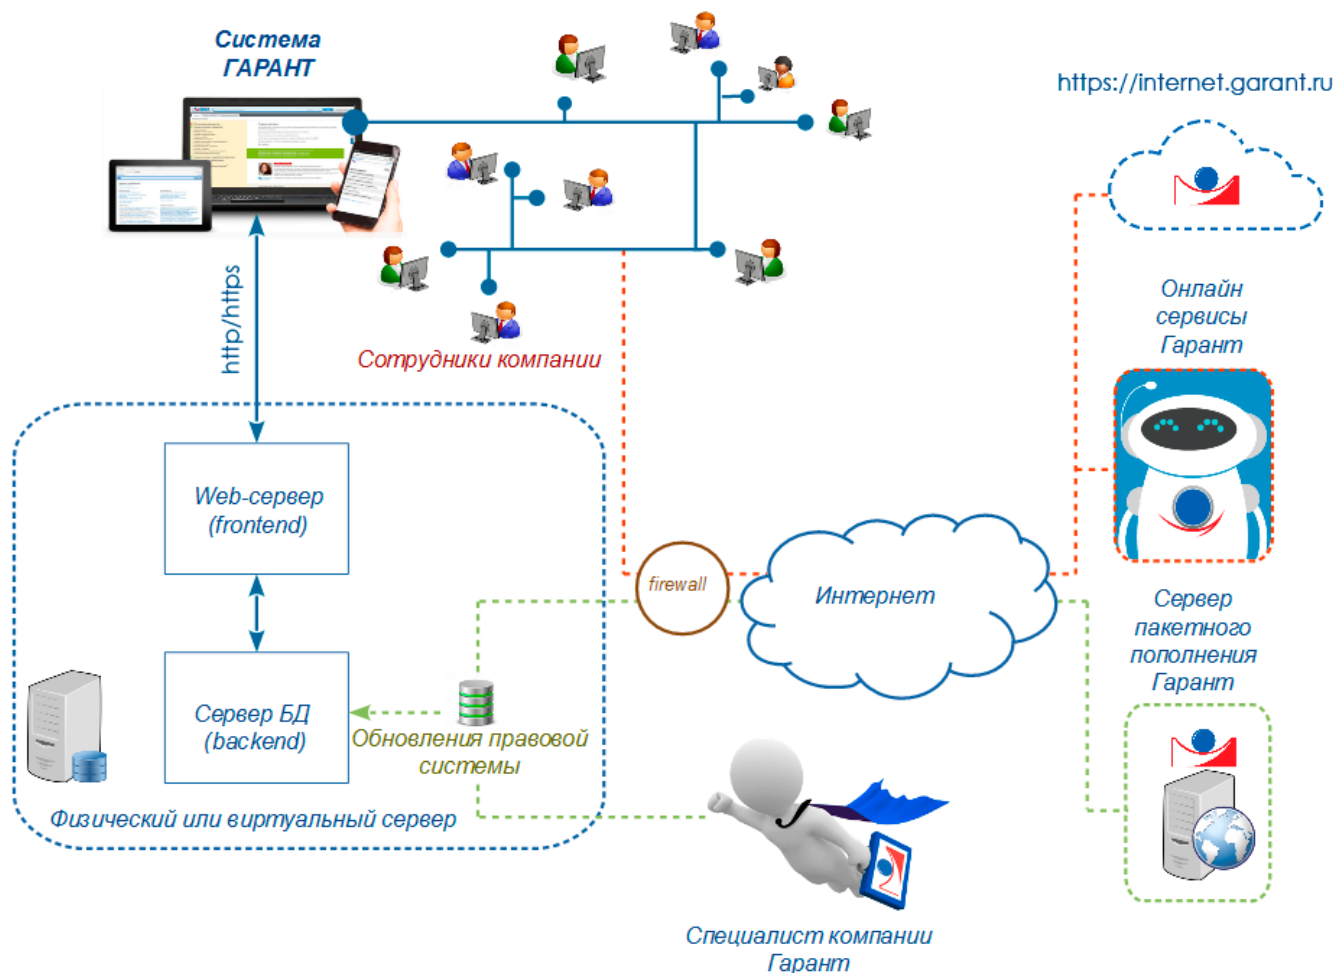 Система
ГАРАНТ
https://internet.garant.ru
http/https
Сотрудники компании
Онлайн
сервисы
Гарант
Web-сервер
(frontend)
firewall
Интернет
Сервер
пакетного
пополнения
Гарант
Сервер БД
(backend)
Обновления правовой
системы
Физический или виртуальный сервер
Специалист компании
Гарант